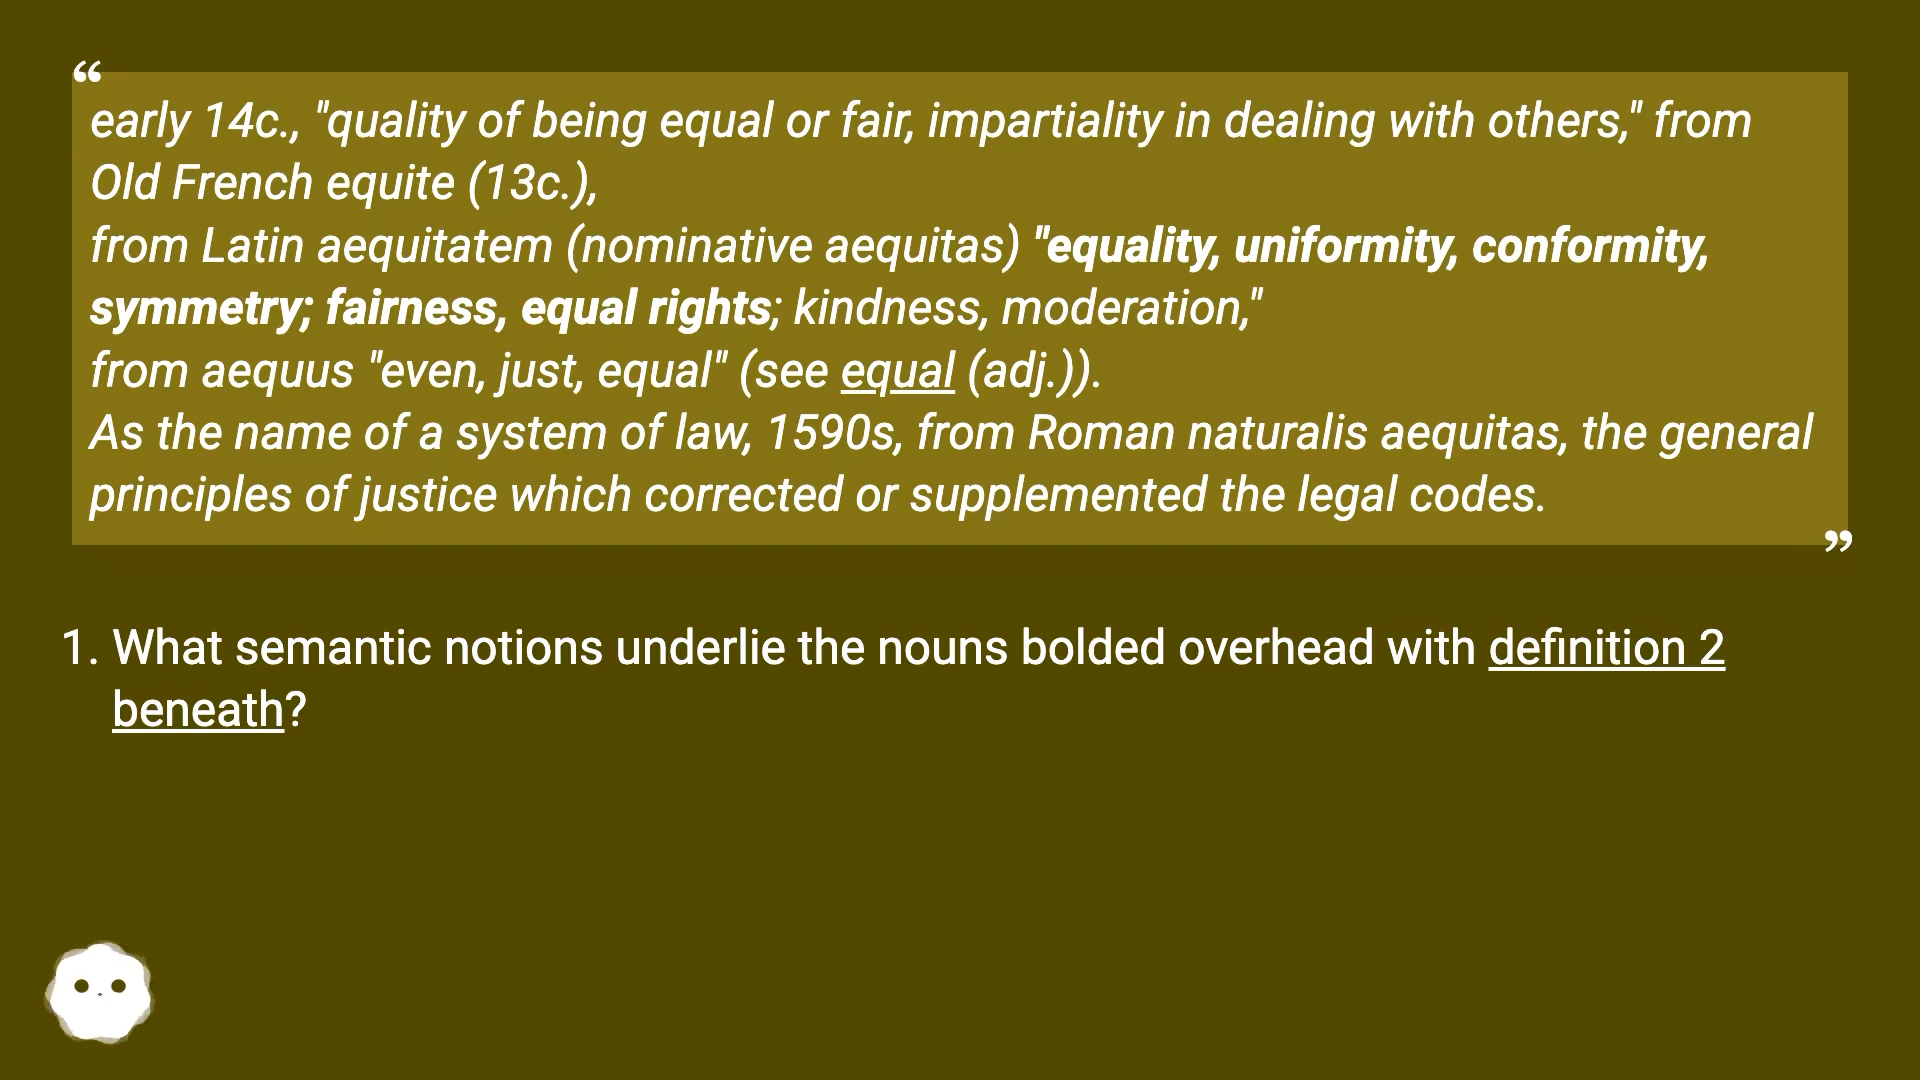 “
early 14c., "quality of being equal or fair, impartiality in dealing with others," from
Old French equite (13c.),
from Latin aequitatem (nominative aequitas) "equality, uniformity, conformity,
symmetry; fairness, equal rights; kindness, moderation,"
from aequus "even, just, equal" (see equal (adj.)).
As the name of a system of law, 1590s, from Roman naturalis aequitas, the general
principles of justice which corrected or supplemented the legal codes.
”
1. What semantic notions underlie the nouns bolded overhead with definition 2
beneath?